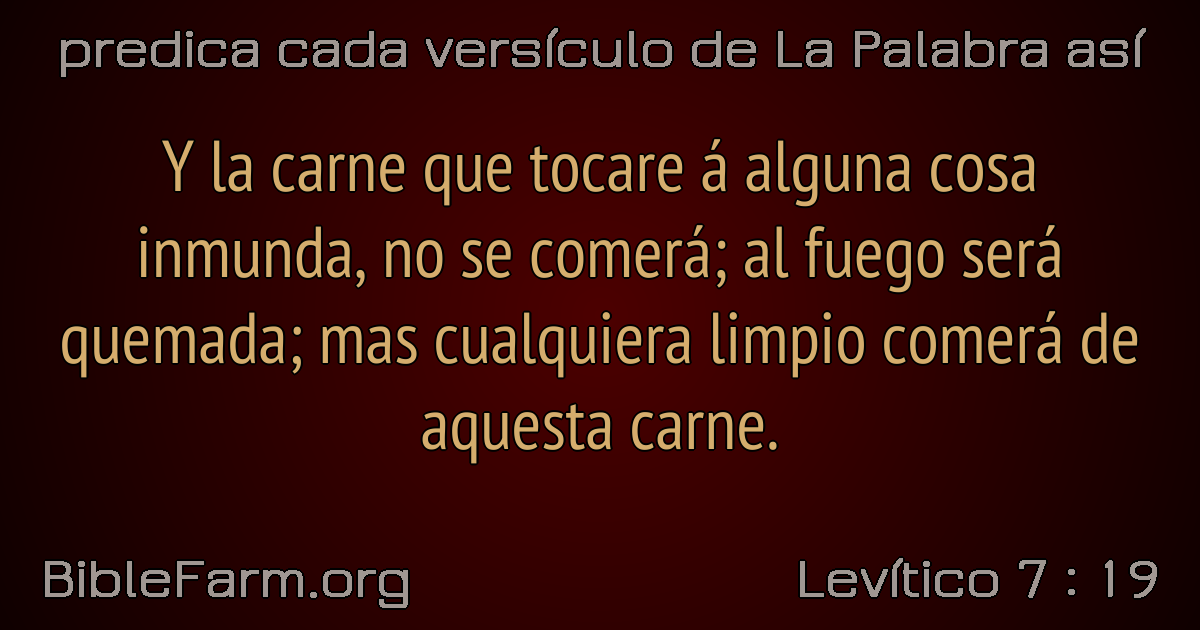 predica cada versículo de La Palabra así
Y la carne que tocare á alguna cosa
inmunda, no se comerá; al fuego será
quemada; mas cualquiera limpio comerá de
aquesta carne.
BibleFarm.org
Levítico 7 : 19